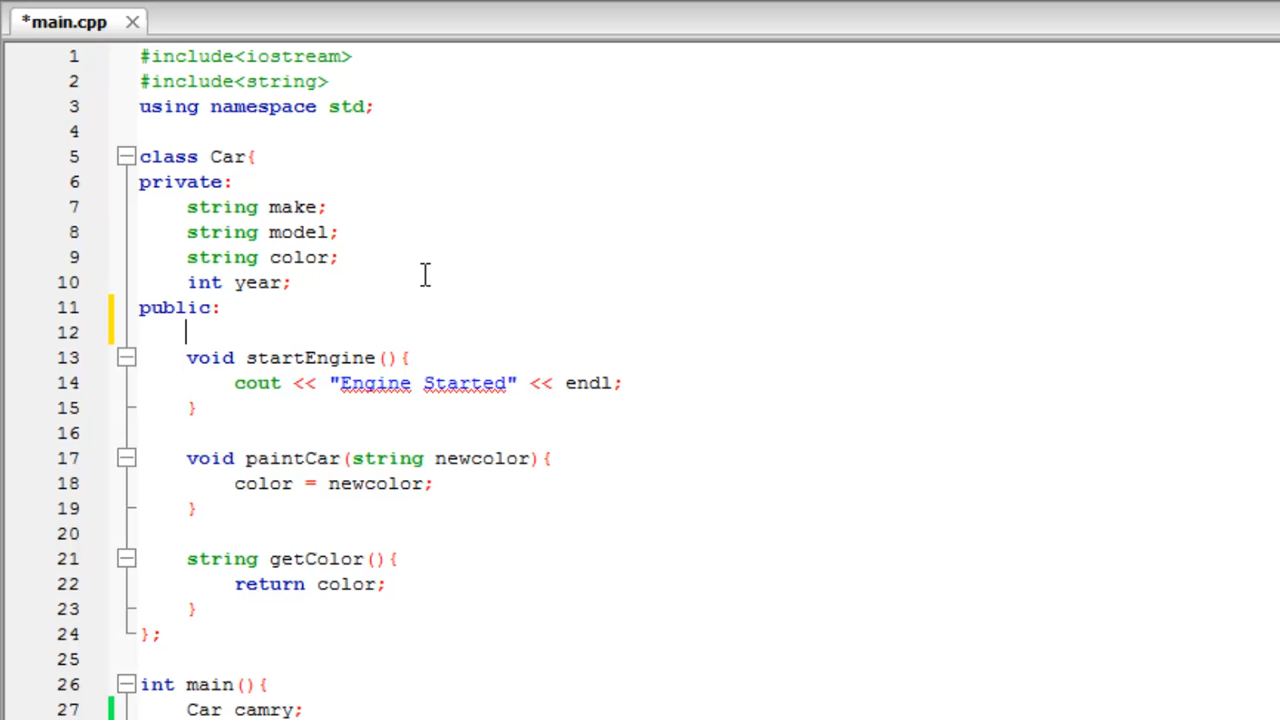 *main.cpp
1 #include<iostream>
2 #include<string>
3 using namespace std;
4
5 class Car{
6 private:
7     string make;
8     string model;
9     string color;
10     int year;
11 public:
12
13     void startEngine(){
14         cout << "Engine Started" << endl;
15     }
16
17     void paintCar(string newcolor){
18         color = newcolor;
19     }
20
21     string getColor(){
22         return color;
23     }
24 };
25
26 int main(){
27     Car camry;